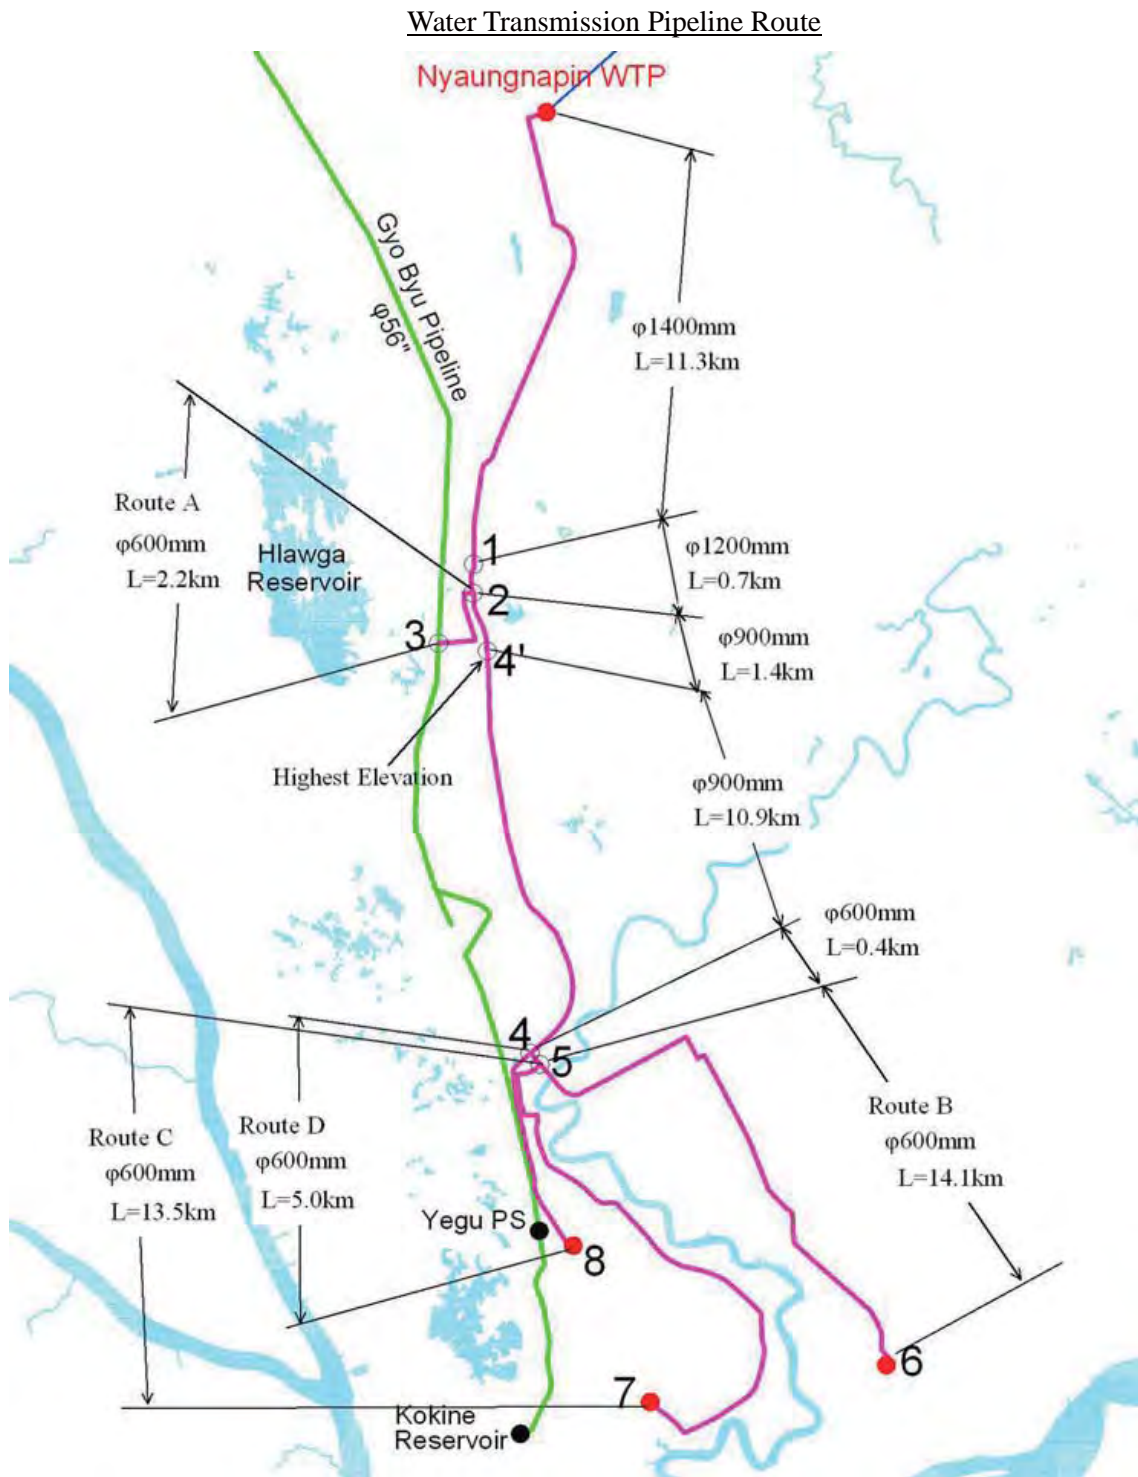 Water Transmission Pipeline Route
Nyaungnapin WTP
Gyo Byu Pipeline
φ56"
φ1400mm
L=11.3km
Route A
φ600mm
L=2.2km
Hlawga
Reservoir
1
φ1200mm
L=0.7km
2
3
φ900mm
L=1.4km
4'
Highest Elevation
φ900mm
L=10.9km
φ600mm
L=0.4km
4
5
Route B
φ600mm
L=14.1km
Route C
φ600mm
L=13.5km
Route D
φ600mm
L=5.0km
Yegu PS
8
6
7
Kokine
Reservoir